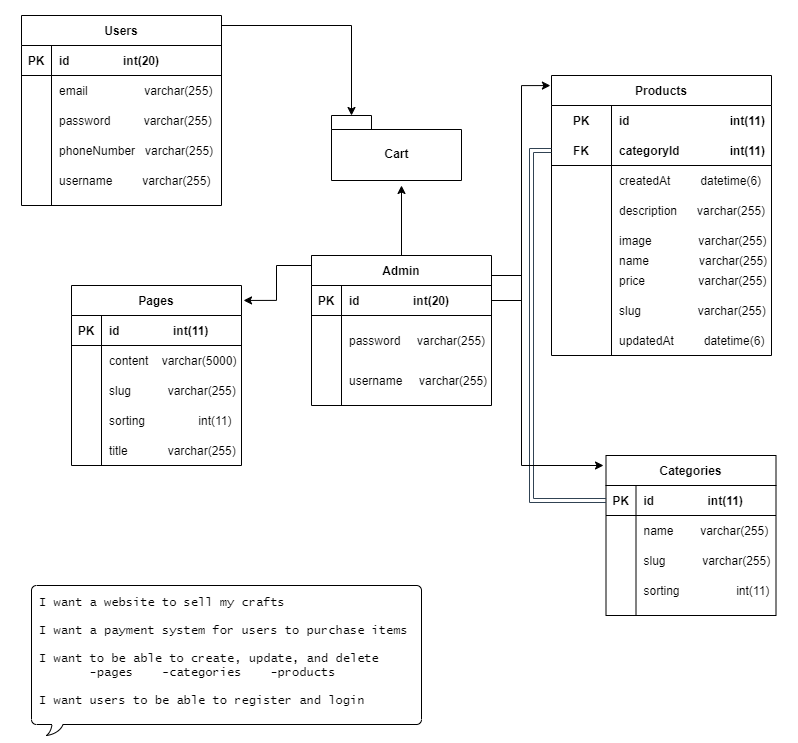 Users
PK id int(20)
email varchar(255)
password varchar(255)
phoneNumber varchar(255)
username varchar(255)
Cart
Products
PK id int(11)
FK categoryId int(11)
createdAt datetime(6)
description varchar(255)
image varchar(255)
name varchar(255)
price varchar(255)
slug varchar(255)
updatedAt datetime(6)
Admin
PK id int(20)
password varchar(255)
username varchar(255)
Pages
PK id int(11)
content varchar(5000)
slug varchar(255)
sorting int(11)
title varchar(255)
Categories
PK id int(11)
name varchar(255)
slug varchar(255)
sorting int(11)
I want a website to sell my crafts
I want a payment system for users to purchase items
I want to be able to create, update, and delete
-pages -categories -products
I want users to be able to register and login